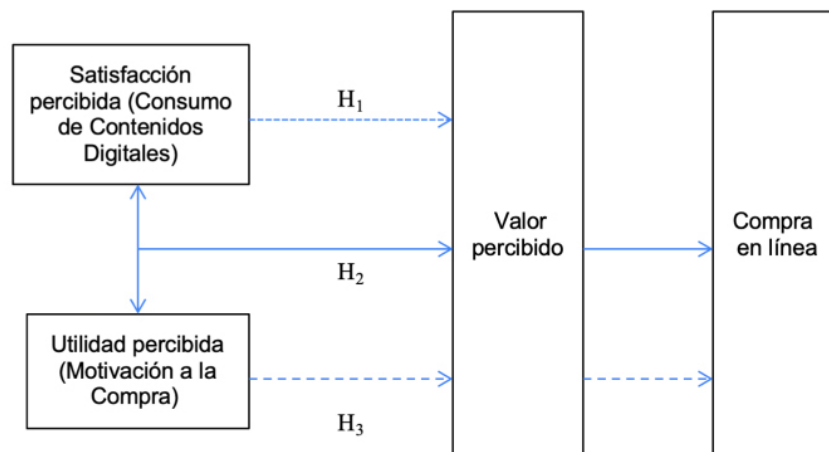 Satisfacción
percibida (Consumo
de Contenidos
Digitales)
H₁
Valor
percibido
Compra
en línea
H₂
Utilidad percibida
(Motivación a la
Compra)
H₃